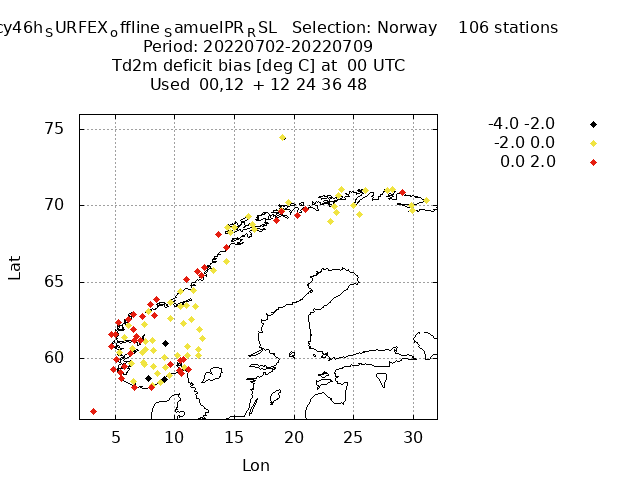 cy46h_SURFEX_offline_SamuelPR_RSL Selection: Norway 106 stations
Period: 20220702-20220709
Td2m deficit bias [deg C] at 00 UTC
Used 00,12 + 12 24 36 48
-4.0 -2.0
-2.0 0.0
0.0 2.0
75
70
65
60
Lat
5 10 15 20 25 30
Lon